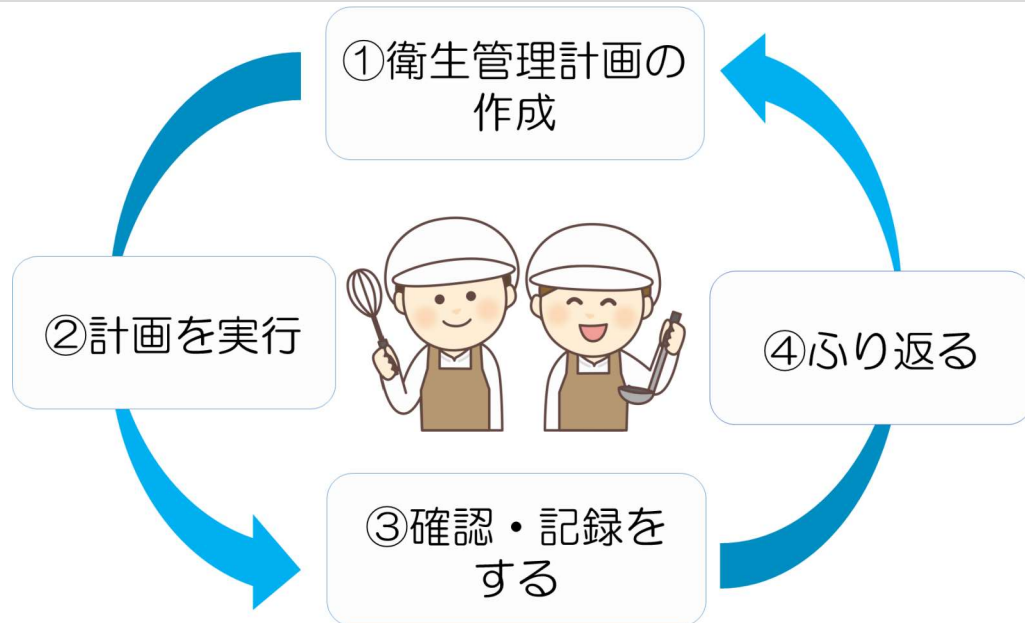 ①衛生管理計画の
作成
②計画を実行
③確認・記録を
する
④ふり返る